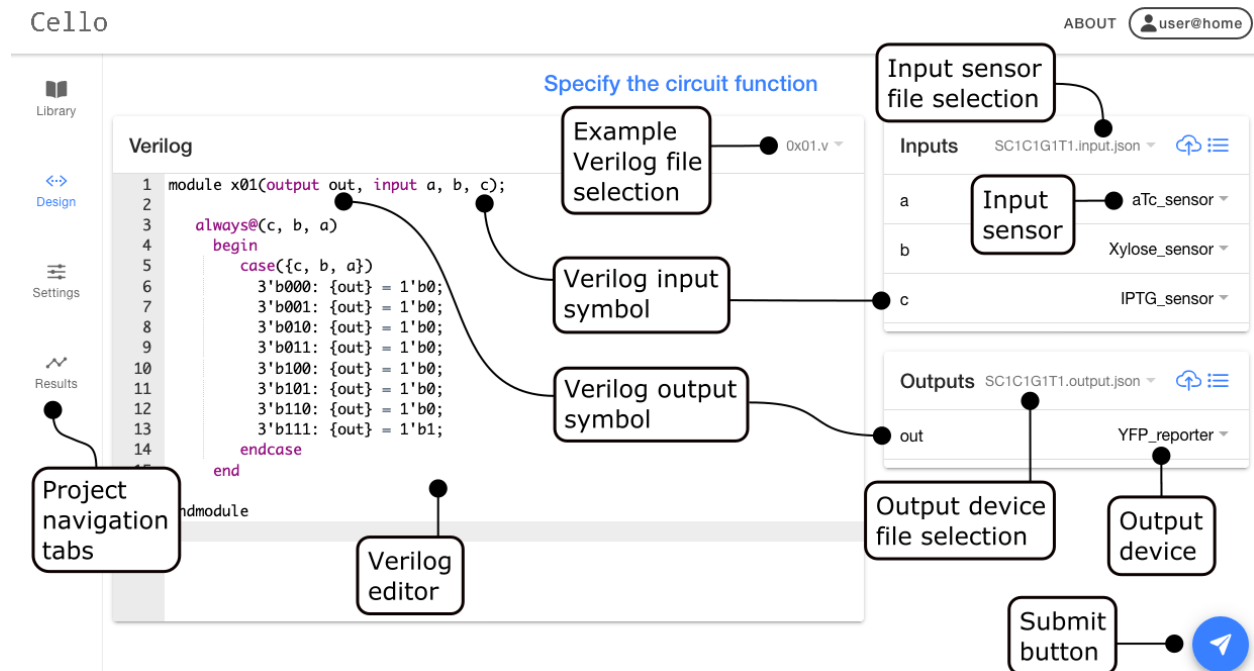 Cello
ABOUT
user@home
Library
Design
Settings
Results
Specify the circuit function
Verilog
0x01.v
1 module x01(output out, input a, b, c);
2
3 always@(c, b, a)
4 begin
5 case({c, b, a})
6 3'b000: {out} = 1'b0;
7 3'b001: {out} = 1'b0;
8 3'b010: {out} = 1'b0;
9 3'b011: {out} = 1'b0;
10 3'b100: {out} = 1'b0;
11 3'b101: {out} = 1'b0;
12 3'b110: {out} = 1'b0;
13 3'b111: {out} = 1'b1;
14 endcase
end
ndmodule
Project
navigation
tabs
Verilog
editor
Example
Verilog file
selection
Verilog input
symbol
Verilog output
symbol
Input sensor
file selection
Inputs SC1C1G1T1.input.json
a aTc_sensor
Input
sensor
b Xylose_sensor
c IPTG_sensor
Outputs SC1C1G1T1.output.json
out YFP_reporter
Output device
file selection
Output
device
Submit
button